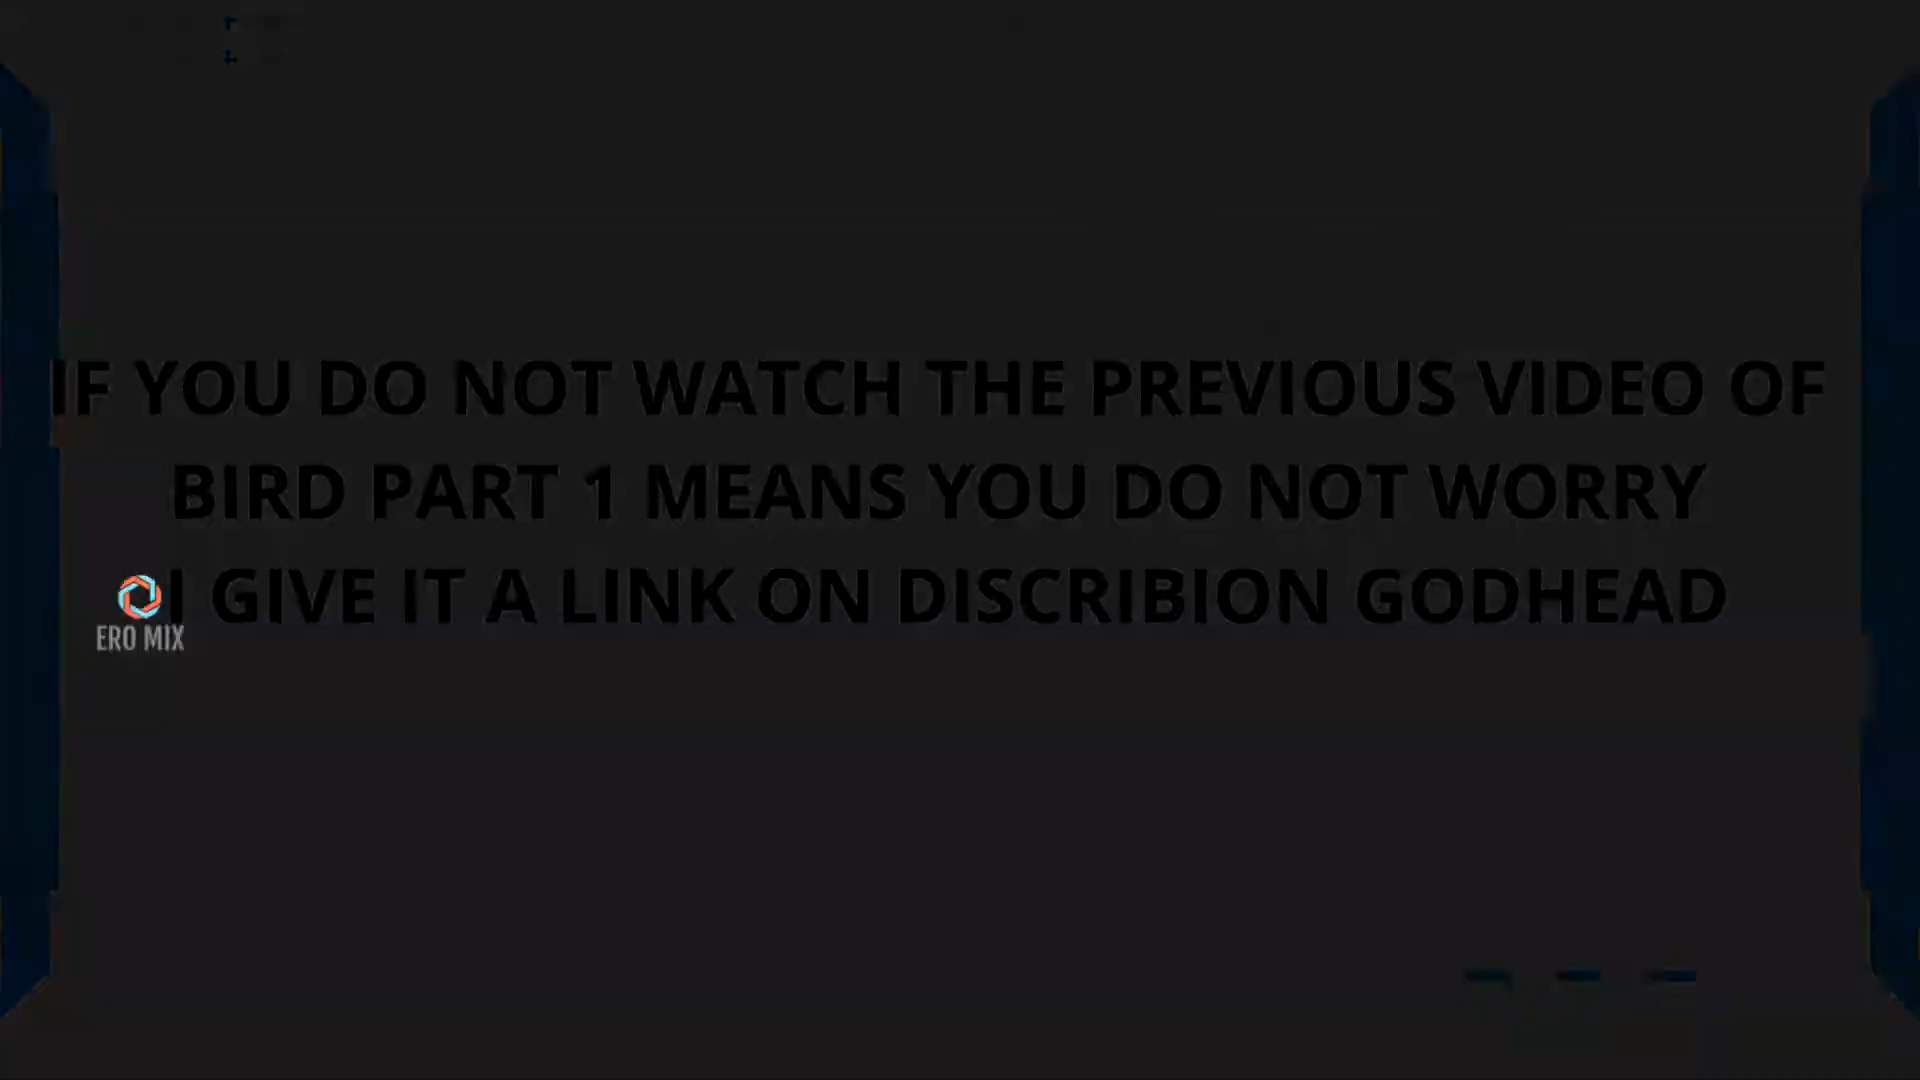 IF YOU DO NOT WATCH THE PREVIOUS VIDEO OF
BIRD PART 1 MEANS YOU DO NOT WORRY
I GIVE IT A LINK ON DISCRIBION GODHEAD
ERO MIX